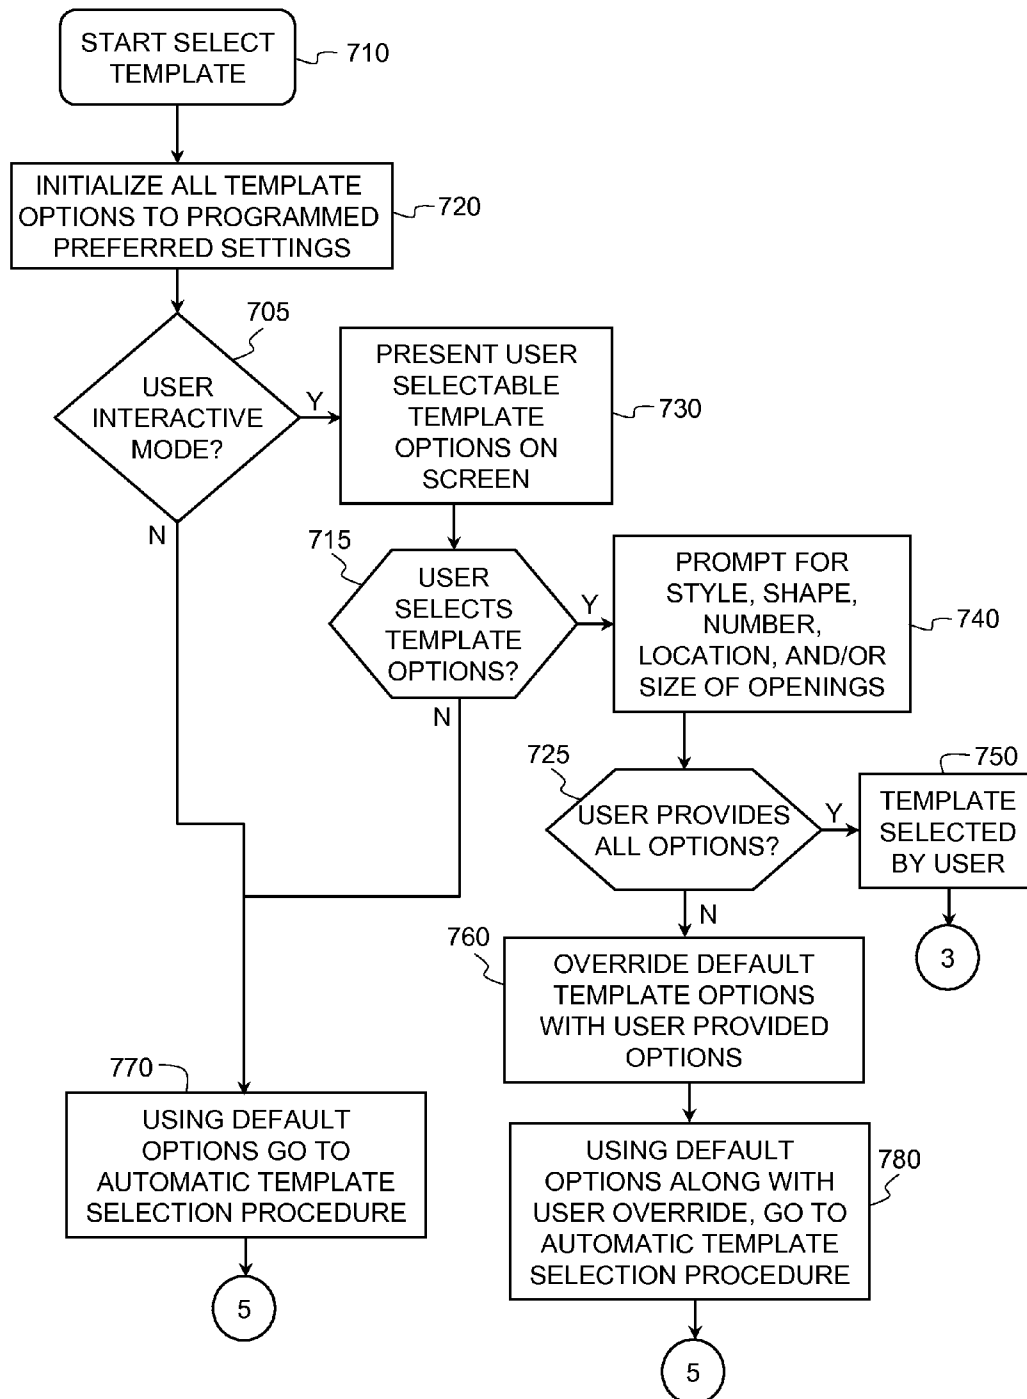 START SELECT
TEMPLATE
710
INITIALIZE ALL TEMPLATE
OPTIONS TO PROGRAMMED
PREFERRED SETTINGS
720
705
USER
INTERACTIVE
MODE?
Y
N
PRESENT USER
SELECTABLE
TEMPLATE
OPTIONS ON
SCREEN
730
715
USER
SELECTS
TEMPLATE
OPTIONS?
Y
N
PROMPT FOR
STYLE, SHAPE,
NUMBER,
LOCATION, AND/OR
SIZE OF OPENINGS
740
725
USER PROVIDES
ALL OPTIONS?
Y
N
750
TEMPLATE
SELECTED
BY USER
3
760
OVERRIDE DEFAULT
TEMPLATE OPTIONS
WITH USER PROVIDED
OPTIONS
770
USING DEFAULT
OPTIONS GO TO
AUTOMATIC TEMPLATE
SELECTION PROCEDURE
5
USING DEFAULT
OPTIONS ALONG WITH
USER OVERRIDE, GO TO
AUTOMATIC TEMPLATE
SELECTION PROCEDURE
780
5